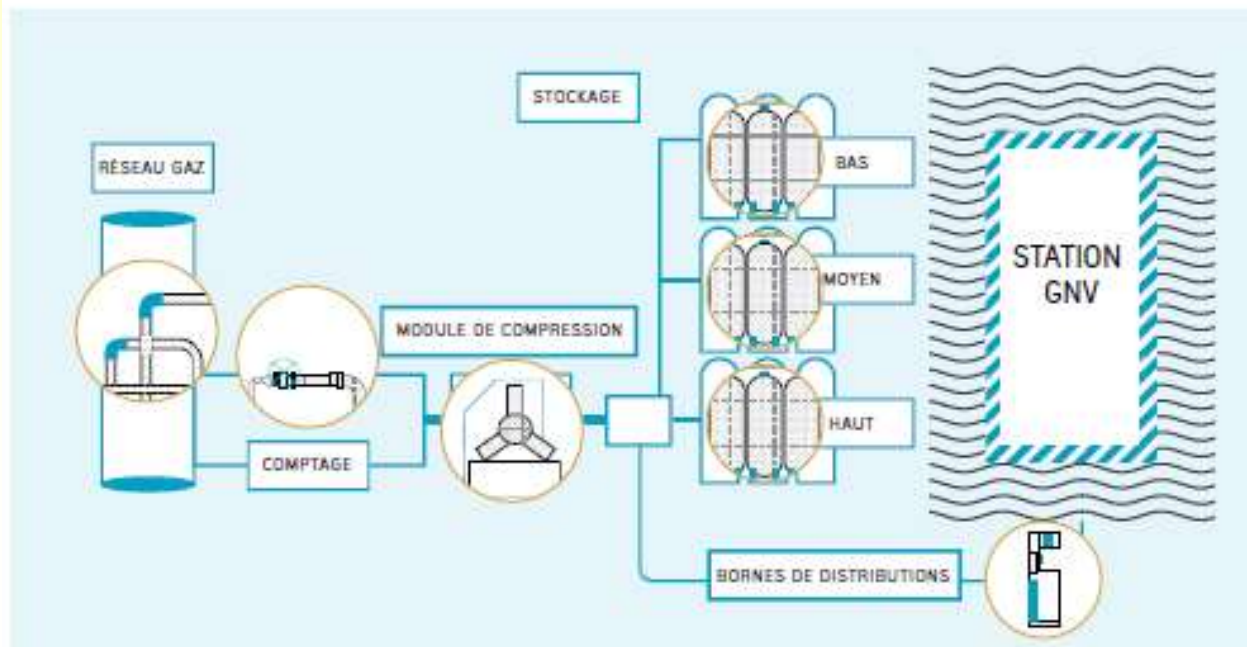 STOCKAGE
RÉSEAU GAZ
BAS
STATION
GNV
MOYEN
MODULE DE COMPRESSION
HAUT
COMPTAGE
BORNES DE DISTRIBUTIONS